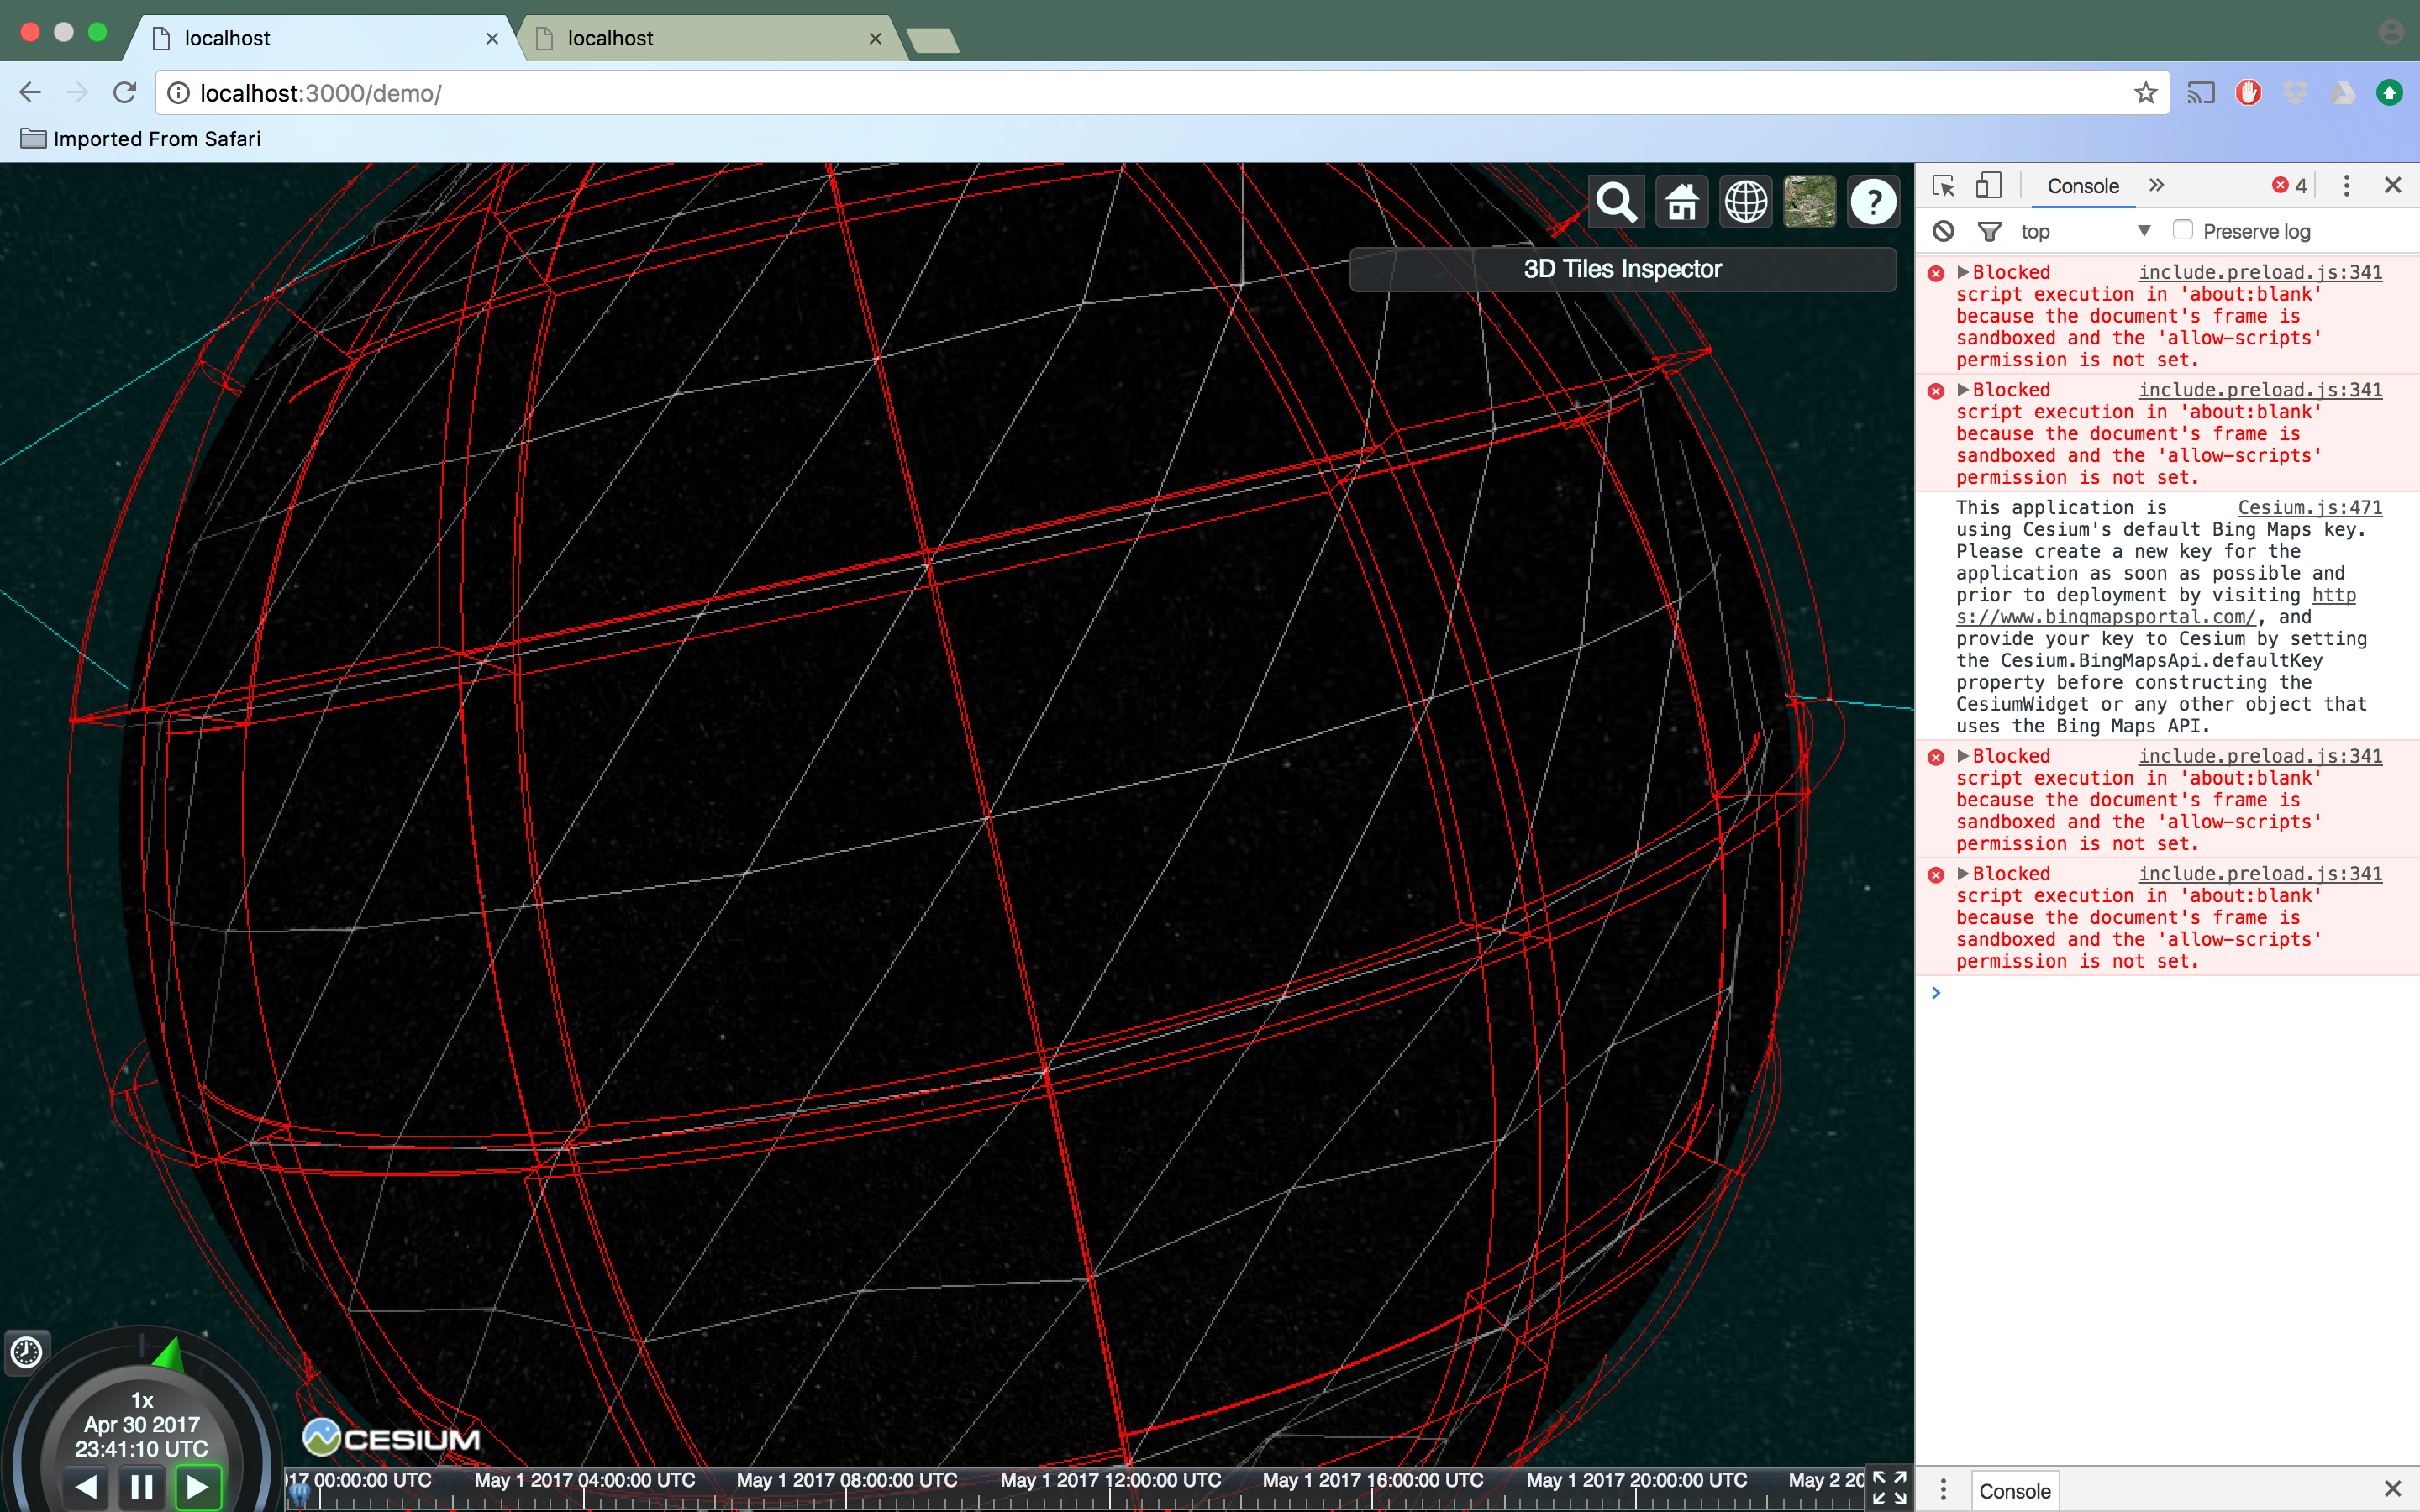 localhost
localhost
localhost:3000/demo/
Imported From Safari
3D Tiles Inspector
?
Console
4
top
Preserve log
Blocked include.preload.js:341
script execution in 'about:blank'
because the document's frame is
sandboxed and the 'allow-scripts'
permission is not set.
Blocked include.preload.js:341
script execution in 'about:blank'
because the document's frame is
sandboxed and the 'allow-scripts'
permission is not set.
This application is Cesium.js:471
using Cesium's default Bing Maps key.
Please create a new key for the
application as soon as possible and
prior to deployment by visiting http
s://www.bingmapsportal.com/, and
provide your key to Cesium by setting
the Cesium.BingMapsApi.defaultKey
property before constructing the
CesiumWidget or any other object that
uses the Bing Maps API.
Blocked include.preload.js:341
script execution in 'about:blank'
because the document's frame is
sandboxed and the 'allow-scripts'
permission is not set.
Blocked include.preload.js:341
script execution in 'about:blank'
because the document's frame is
sandboxed and the 'allow-scripts'
permission is not set.
1x
Apr 30 2017
23:41:10 UTC
CESIUM
17 00:00:00 UTC May 1 2017 04:00:00 UTC May 1 2017 08:00:00 UTC May 1 2017 12:00:00 UTC May 1 2017 16:00:00 UTC May 1 2017 20:00:00 UTC May 2 20
Console